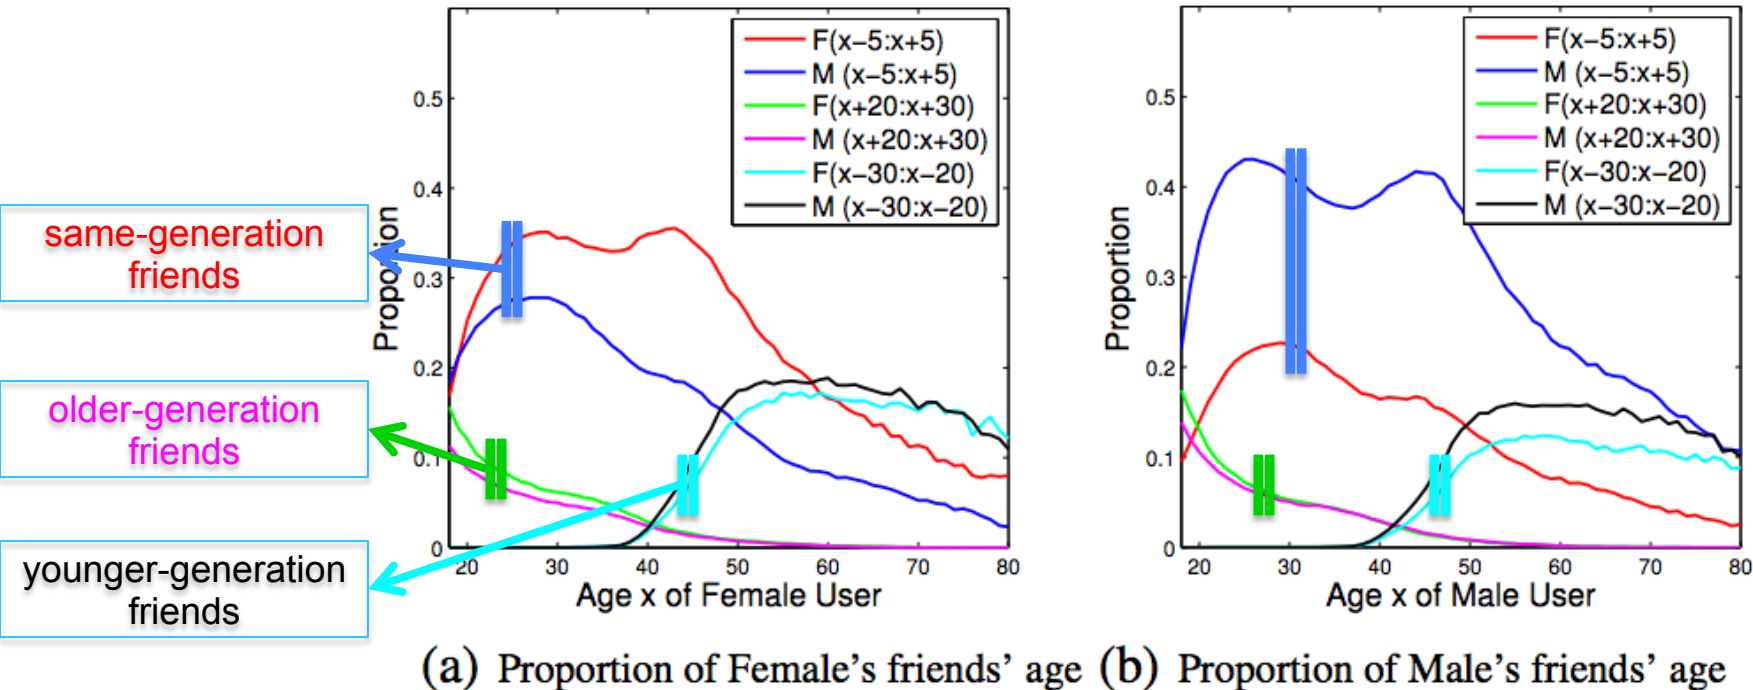 same-generation
friends
older-generation
friends
younger-generation
friends
Proportion
0.5
0.4
0.3
0.2
0.1
0
20 30 40 50 60 70 80
Age x of Female User
F(x−5:x+5)
M (x−5:x+5)
F(x+20:x+30)
M (x+20:x+30)
F(x−30:x−20)
M (x−30:x−20)
(a) Proportion of Female's friends' age
Proportion
0.5
0.4
0.3
0.2
0.1
0
20 30 40 50 60 70 80
Age x of Male User
F(x−5:x+5)
M (x−5:x+5)
F(x+20:x+30)
M (x+20:x+30)
F(x−30:x−20)
M (x−30:x−20)
(b) Proportion of Male's friends' age